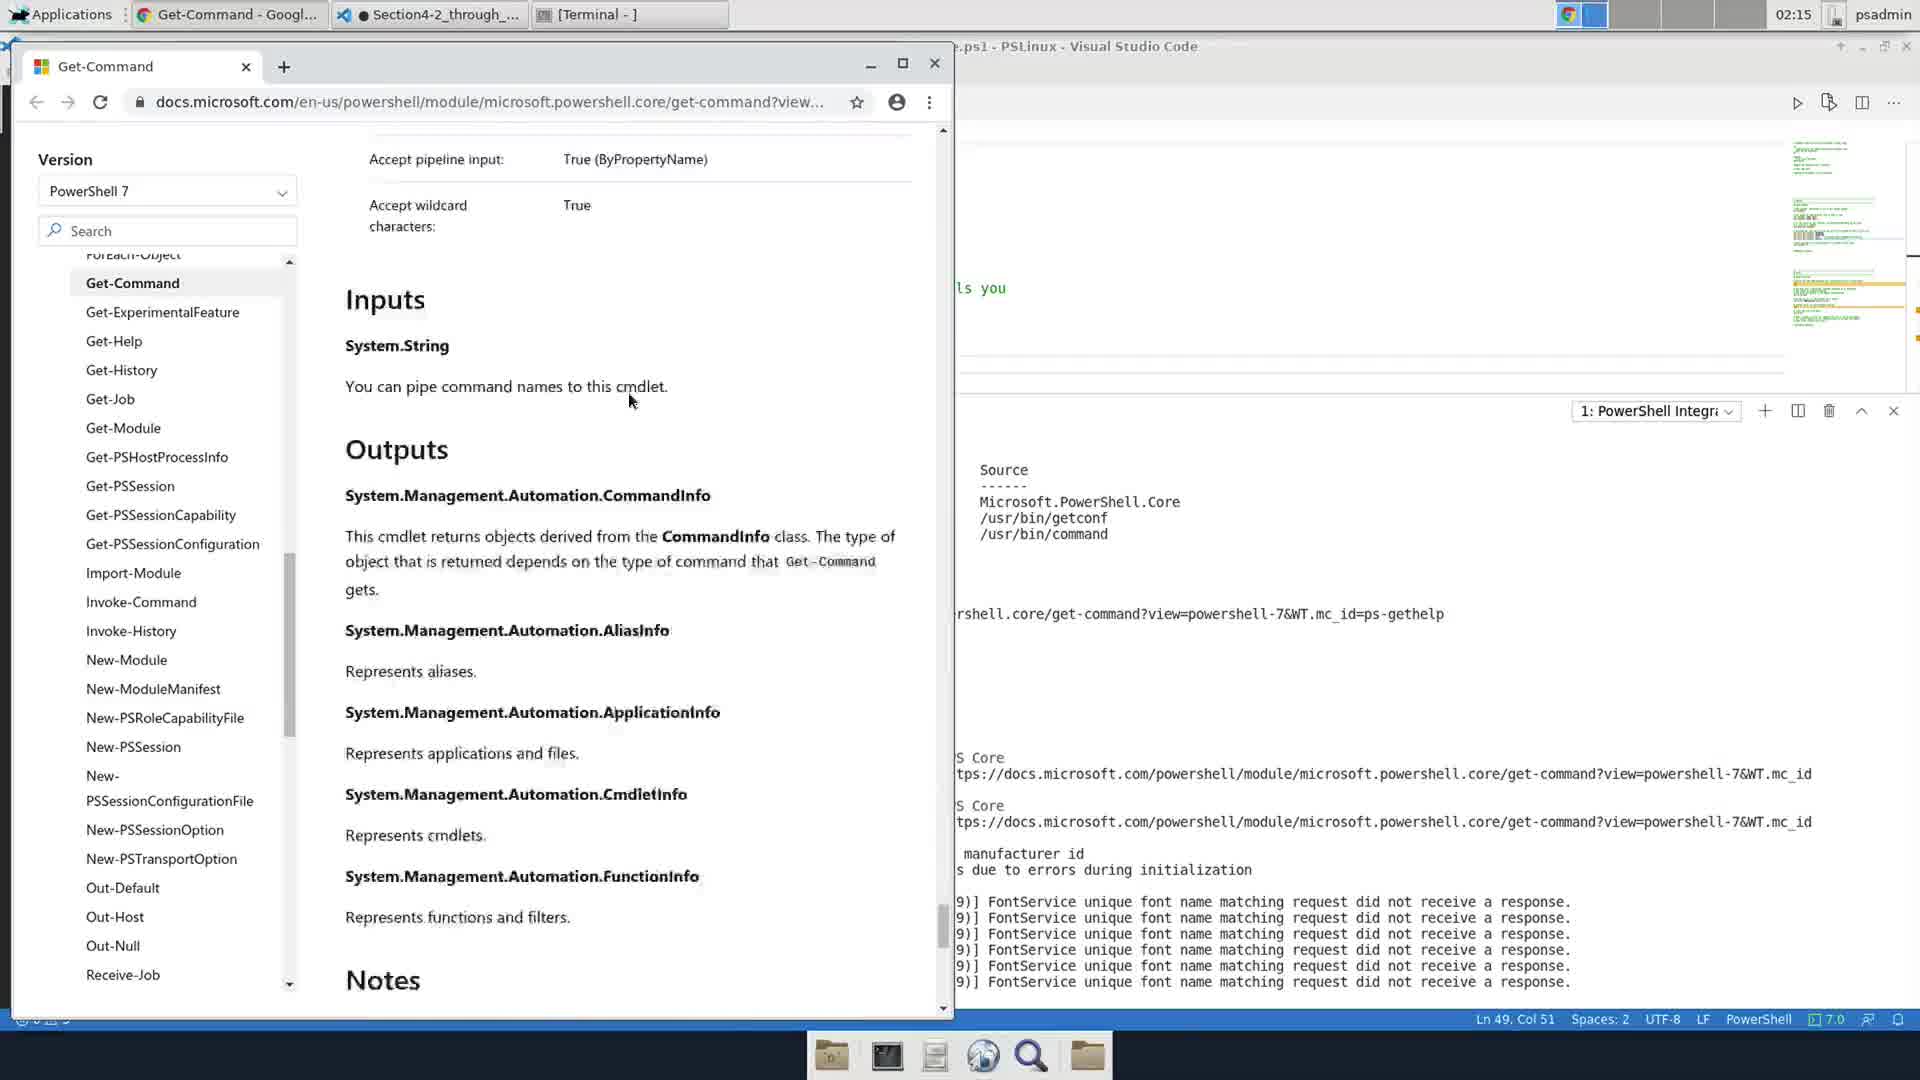 Applications
Get-Command - Googl...
● Section4-2_through_...
[Terminal - ]
02:15
psadmin
Get-Command
.ps1 - PSLinux - Visual Studio Code
docs.microsoft.com/en-us/powershell/module/microsoft.powershell.core/get-command?view...
Version
PowerShell 7
Search
ForEach-Object
Get-Command
Get-ExperimentalFeature
Get-Help
Get-History
Get-Job
Get-Module
Get-PSHostProcessInfo
Get-PSSession
Get-PSSessionCapability
Get-PSSessionConfiguration
Import-Module
Invoke-Command
Invoke-History
New-Module
New-ModuleManifest
New-PSRoleCapabilityFile
New-PSSession
New-
PSSessionConfigurationFile
New-PSSessionOption
New-PSTransportOption
Out-Default
Out-Host
Out-Null
Receive-Job
Accept pipeline input: True (ByPropertyName)
Accept wildcard True
characters:
Inputs
System.String
You can pipe command names to this cmdlet.
Outputs
System.Management.Automation.CommandInfo
This cmdlet returns objects derived from the CommandInfo class. The type of
object that is returned depends on the type of command that Get-Command
gets.
System.Management.Automation.AliasInfo
Represents aliases.
System.Management.Automation.ApplicationInfo
Represents applications and files.
System.Management.Automation.CmdletInfo
Represents cmdlets.
System.Management.Automation.FunctionInfo
Represents functions and filters.
Notes
ls you
1: PowerShell Integra
Source
------
Microsoft.PowerShell.Core
/usr/bin/getconf
/usr/bin/command
rshell.core/get-command?view=powershell-7&WT.mc_id=ps-gethelp
S Core
tps://docs.microsoft.com/powershell/module/microsoft.powershell.core/get-command?view=powershell-7&WT.mc_id
S Core
tps://docs.microsoft.com/powershell/module/microsoft.powershell.core/get-command?view=powershell-7&WT.mc_id
manufacturer id
s due to errors during initialization
9)] FontService unique font name matching request did not receive a response.
9)] FontService unique font name matching request did not receive a response.
9)] FontService unique font name matching request did not receive a response.
9)] FontService unique font name matching request did not receive a response.
9)] FontService unique font name matching request did not receive a response.
9)] FontService unique font name matching request did not receive a response.
Ln 49, Col 51 Spaces: 2 UTF-8 LF PowerShell 7.0